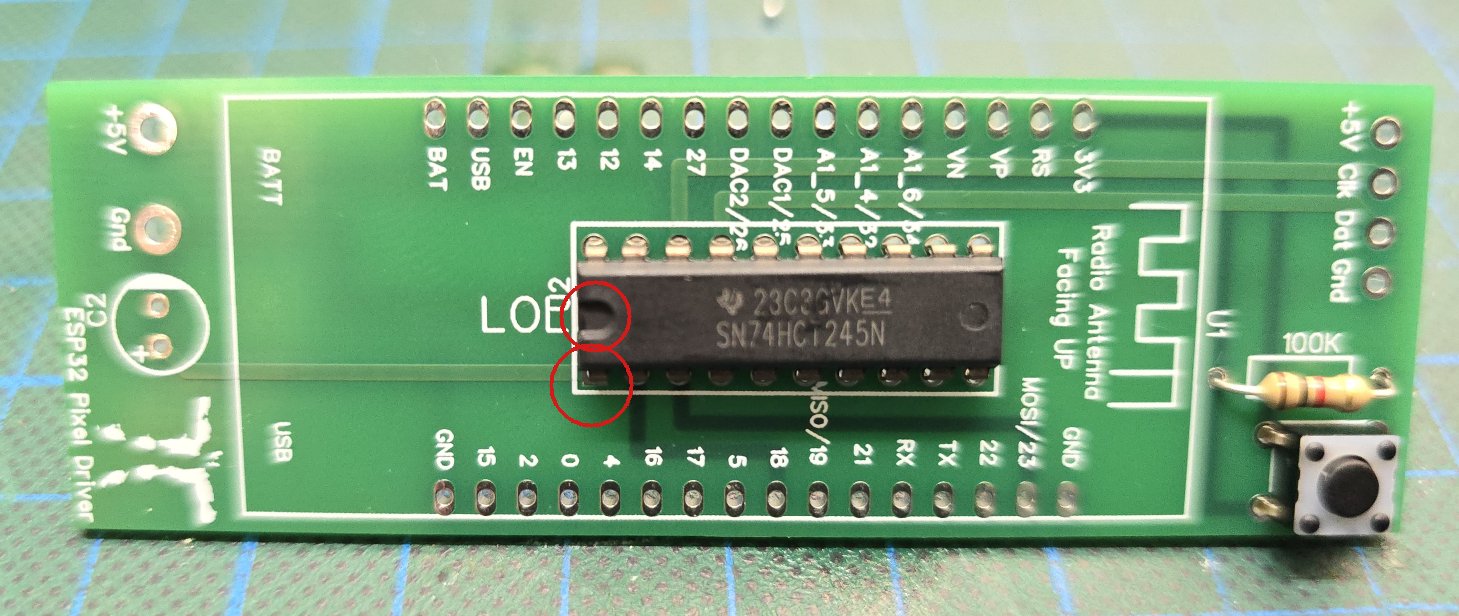 +5V
Gnd
C2
+
ESP32 Pixel Driver
BATT
USB
BAT
USB
EN
13
12
14
27
DAC2/26
DAC1/25
A1_5/33
A1_4/32
A1_6/34
VN
VP
RS
3V3
23C3GVKE4
SN74HCT245N
Radio Antenna
Facing UP
GND
15
2
0
4
16
17
5
18
MISO/19
21
RX
TX
22
MOSI/23
GND
+5V
Clk
Dat
Gnd
U1
100K